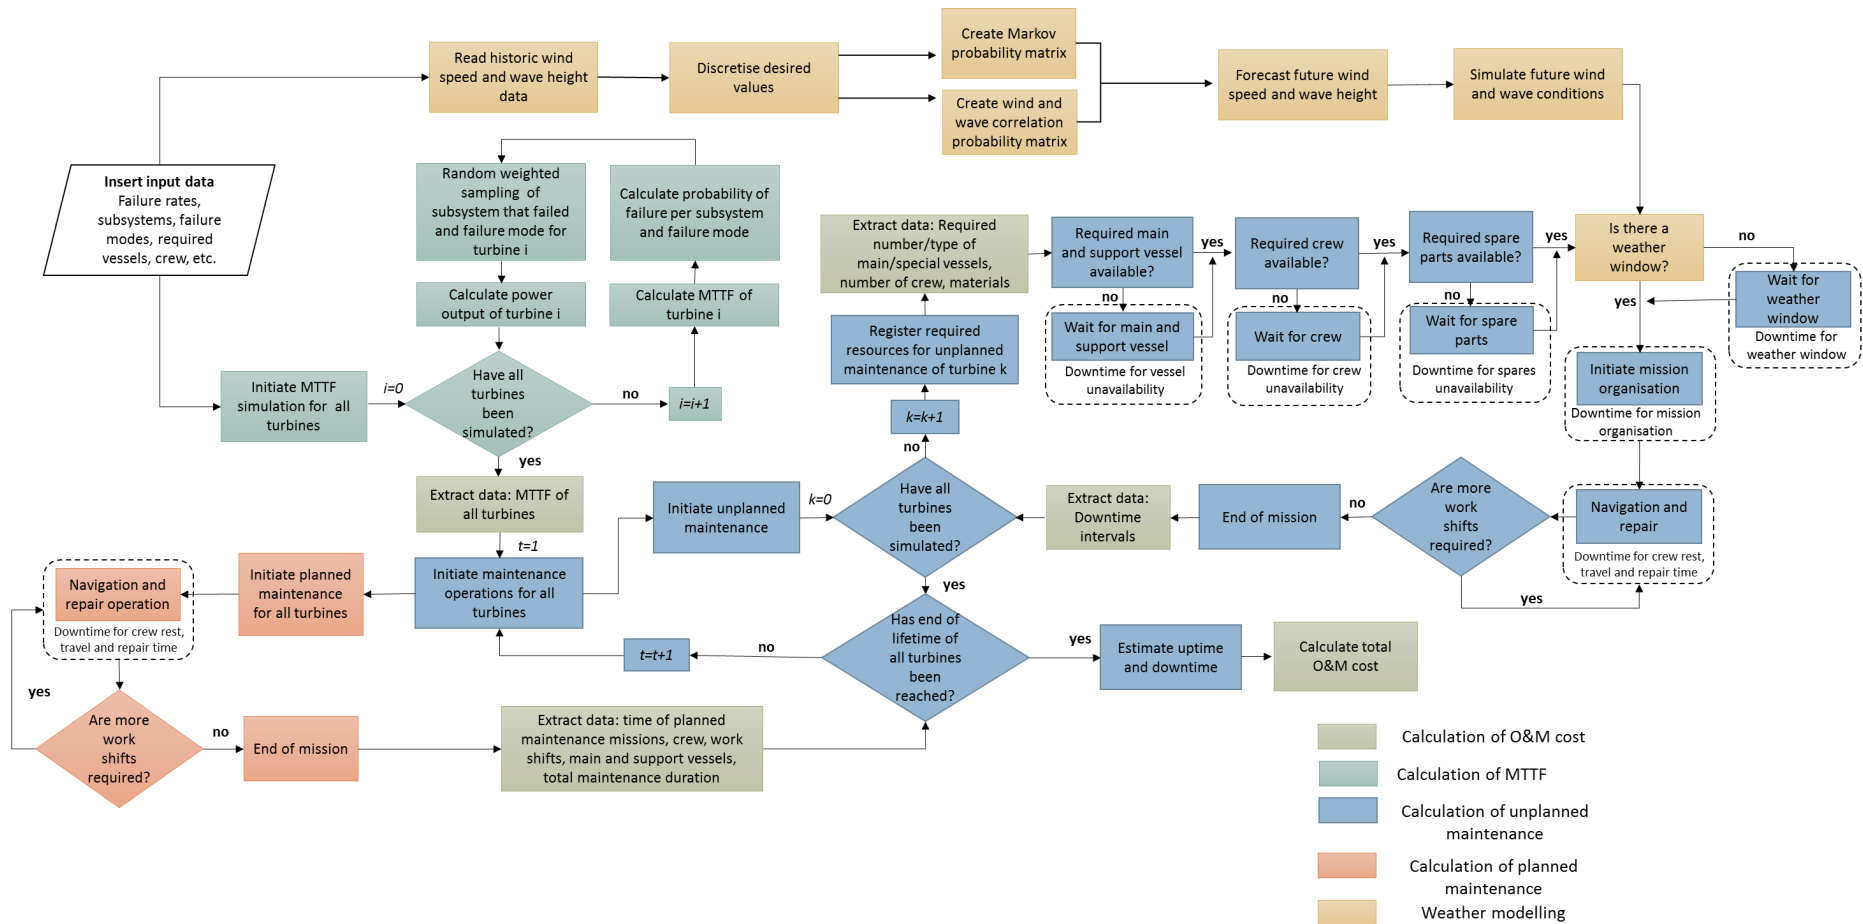 Read historic wind
speed and wave height
data
Discretise desired
values
Create Markov
probability matrix
Create wind and
wave correlation
probability matrix
Forecast future wind
speed and wave height
Simulate future wind
and wave conditions
Insert input data
Failure rates,
subsystems, failure
modes, required
vessels, crew, etc.
Random weighted
sampling of
subsystem that failed
and failure mode for
turbine i
Calculate probability of
failure per subsystem
and failure mode
Calculate power
output of turbine i
Calculate MTTF of
turbine i
Initiate MTTF
simulation for all
turbines
i=0
Have all
turbines
been
simulated?
no
i=i+1
yes
Extract data: MTTF of
all turbines
t=1
Extract data: Required
number/type of
main/special vessels,
number of crew, materials
Required main
and support vessel
available?
yes
no
Wait for main and
support vessel
Downtime for vessel
unavailability
Required crew
available?
yes
no
Wait for crew
Downtime for crew
unavailability
Required spare
parts available?
yes
no
Wait for spare
parts
Downtime for spares
unavailability
Is there a
weather
window?
no
yes
Wait for
weather
window
Downtime for
weather window
Initiate mission
organisation
Downtime for mission
organisation
Register required
resources for unplanned
maintenance of turbine k
k=k+1
no
Initiate unplanned
maintenance
k=0
Have all
turbines
been
simulated?
Extract data:
Downtime
intervals
End of mission
no
Are more
work
shifts
required?
yes
Navigation and
repair
Downtime for crew rest,
travel and repair time
yes
Navigation and
repair operation
Downtime for crew rest,
travel and repair time
Initiate planned
maintenance
for all turbines
Initiate maintenance
operations for all
turbines
t=t+1
no
Has end of
lifetime of
all turbines
been
reached?
yes
Estimate uptime
and downtime
Calculate total
O&M cost
yes
Are more
work
shifts
required?
no
End of mission
Extract data: time of planned
maintenance missions, crew, work
shifts, main and support vessels,
total maintenance duration
Calculation of O&M cost
Calculation of MTTF
Calculation of unplanned
maintenance
Calculation of planned
maintenance
Weather modelling